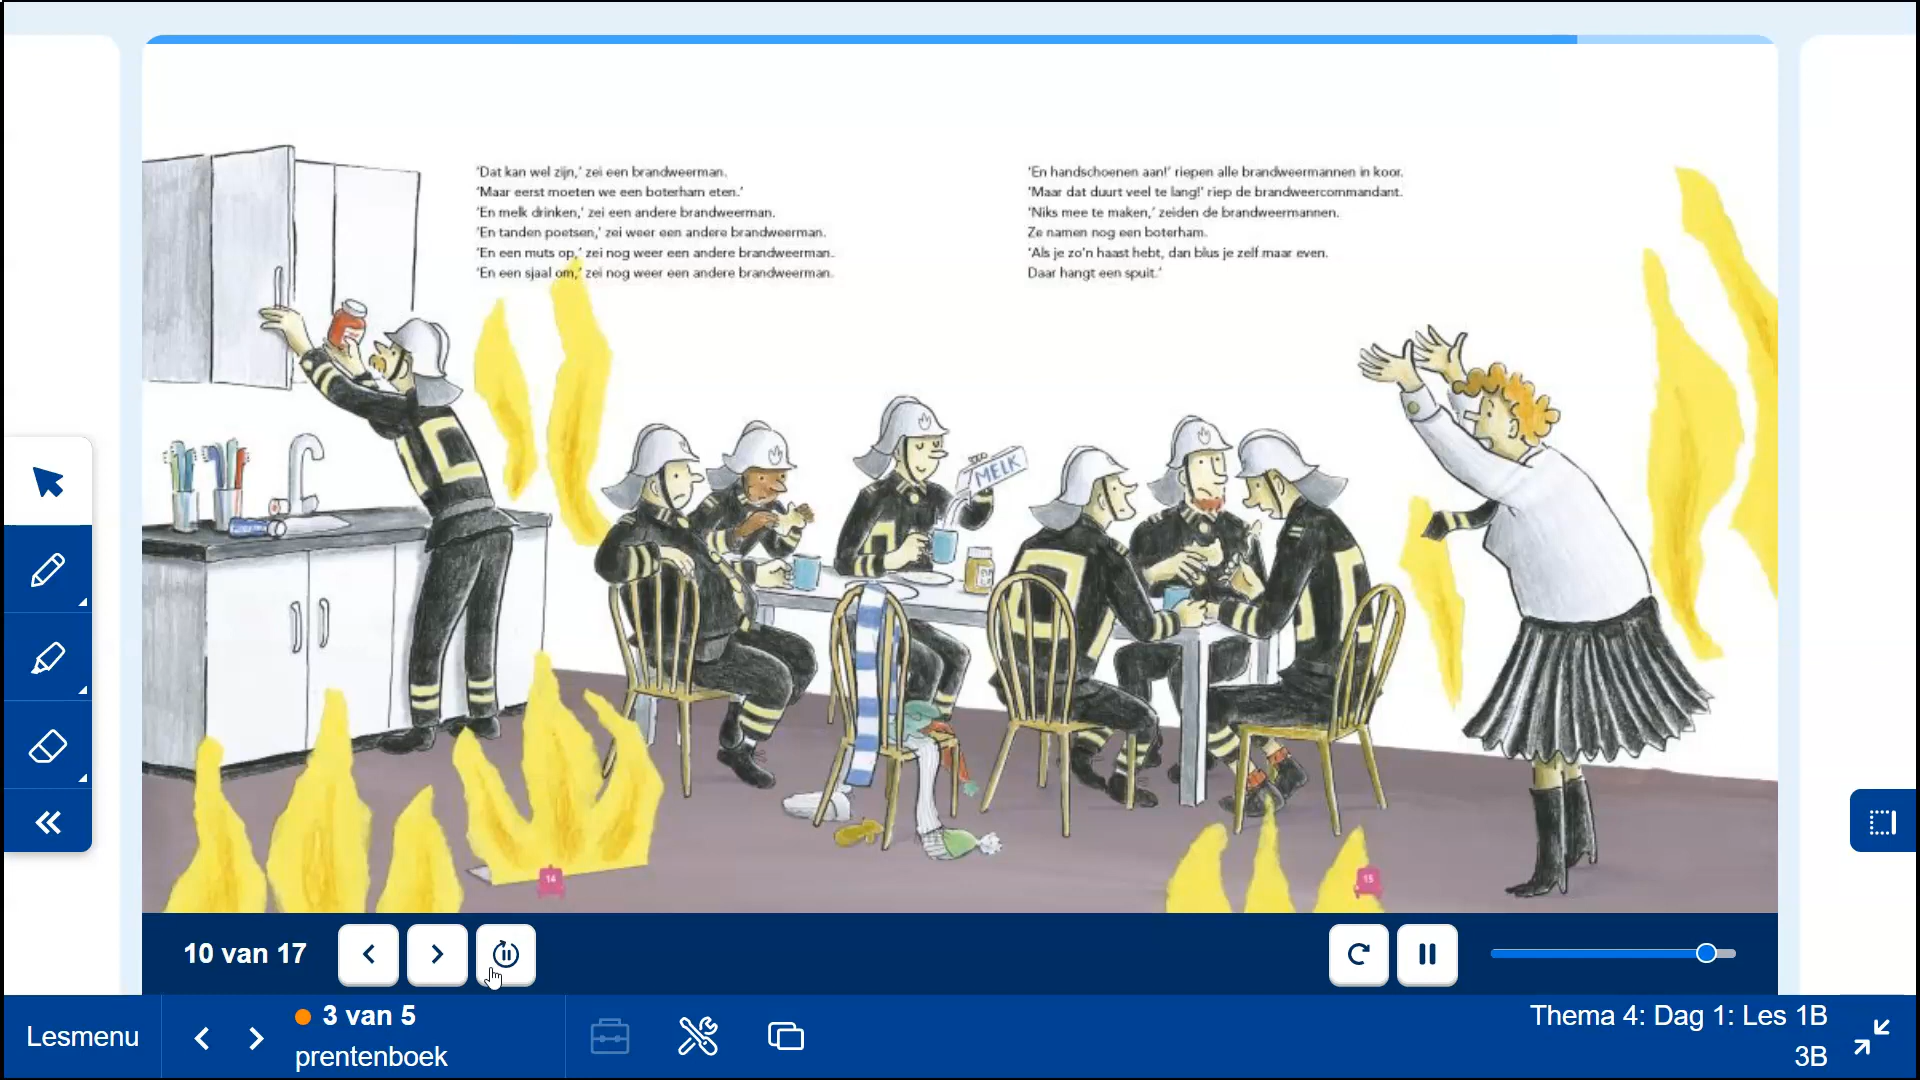 'Dat kan wel zijn,' zei een brandweerman.
'Maar eerst moeten we een boterham eten.'
'En melk drinken,' zei een andere brandweerman.
'En tanden poetsen,' zei weer een andere brandweerman.
'En een muts op,' zei nog weer een andere brandweerman.
'En een sjaal om,' zei nog weer een andere brandweerman.
'En handschoenen aan!' riepen alle brandweermannen in koor.
'Maar dat duurt veel te lang!' riep de brandweercommandant.
'Niks mee te maken,' zeiden de brandweermannen.
Ze namen nog een boterham.
'Als je zo'n haast hebt, dan blus je zelf maar even.
Daar hangt een spuit.'
MELK
14
15
10 van 17
Lesmenu
3 van 5
prentenboek
Thema 4: Dag 1: Les 1B
3B